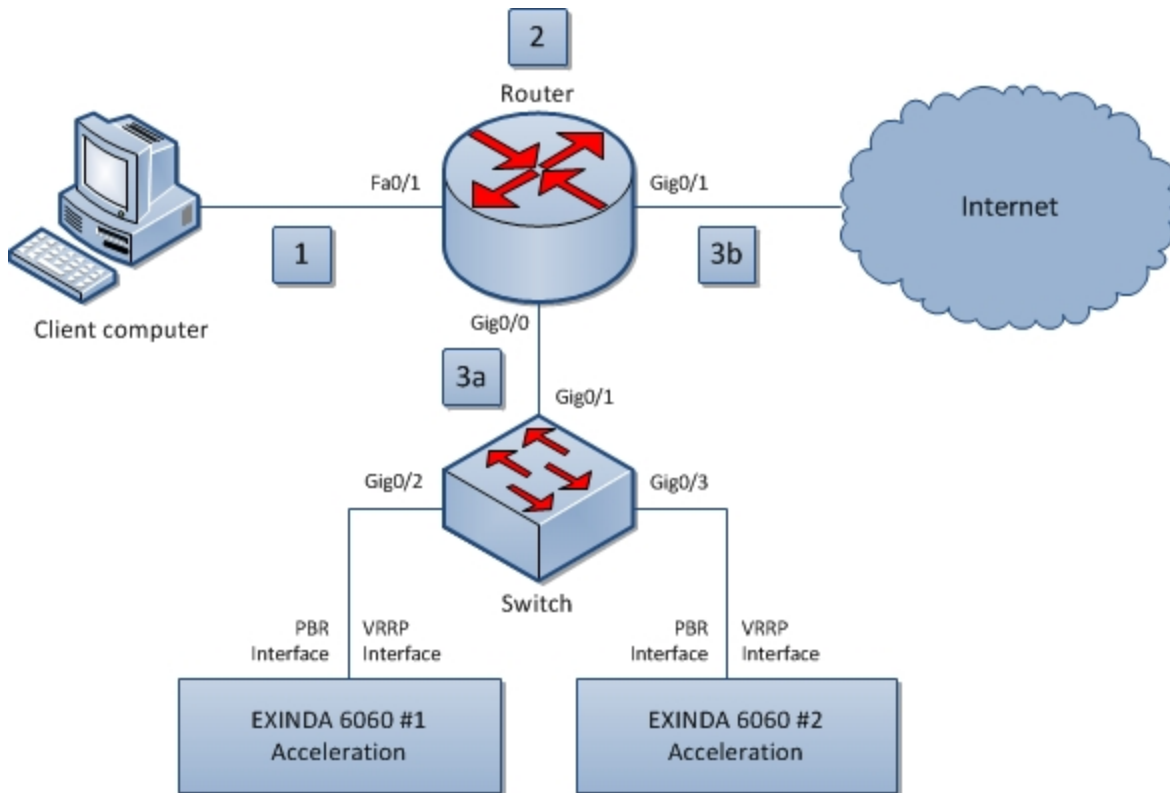 2
Router
Fa0/1
Gig0/1
Internet
1
3b
Client computer
Gig0/0
3a
Gig0/1
Gig0/2
Gig0/3
Switch
PBR
Interface
VRRP
Interface
PBR
Interface
VRRP
Interface
EXINDA 6060 #1
Acceleration
EXINDA 6060 #2
Acceleration